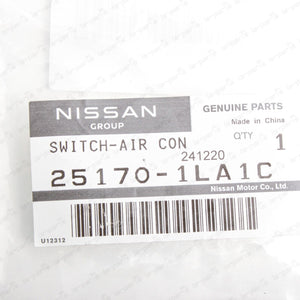 NISSAN
GROUP
GENUINE PARTS
Made in China
SWITCH-AIR CON
Q'TY 1
241220
25170-1LA1C
Nissan Motor Co., Ltd.
U12312